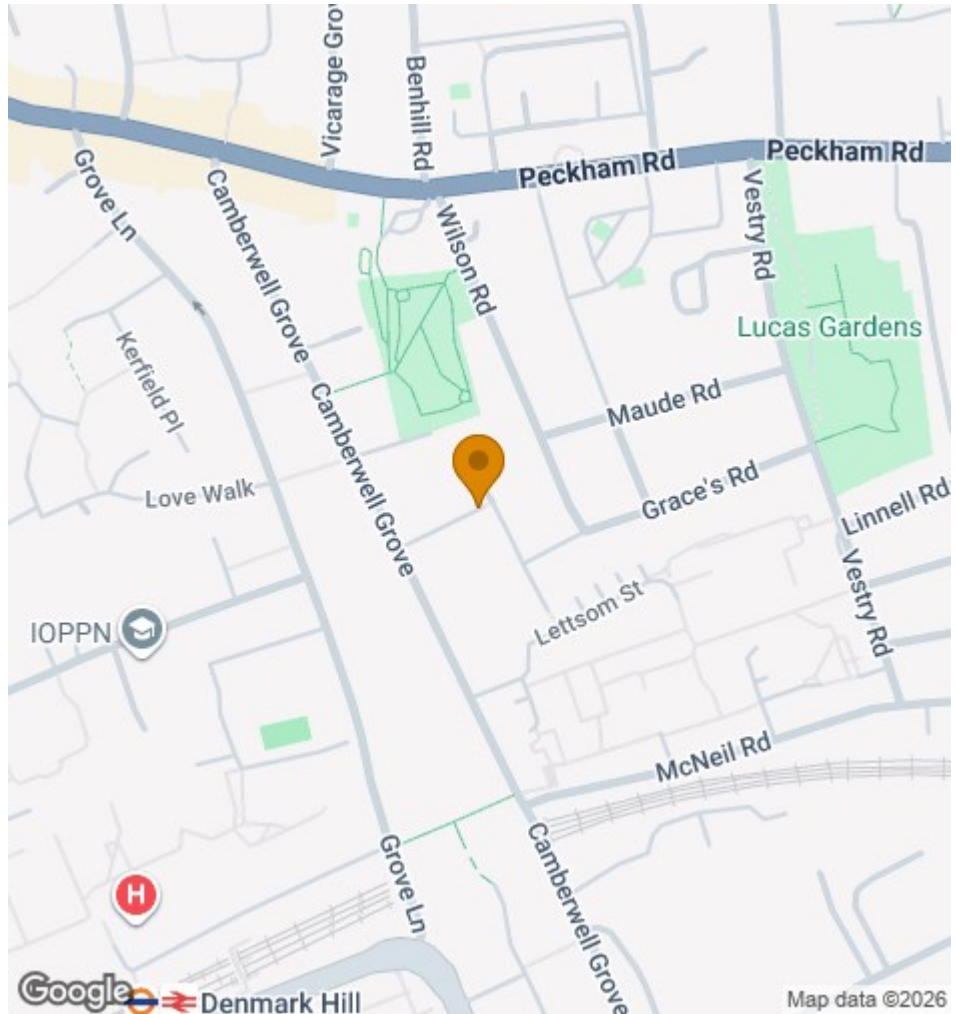 Vicarage Gro
Benhill Rd
Grove Ln
Camberwell Grove
Peckham Rd
Peckham Rd
Wilson Rd
Vestry Rd
Lucas Gardens
Kerfield Pl
Camberwell Grove
Maude Rd
Love Walk
Grace's Rd
Linnell Rd
IOPPN
Lettsom St
Vestry Rd
McNeil Rd
Grove Ln
Camberwell Grove
H
Google
Denmark Hill
Map data ©2026